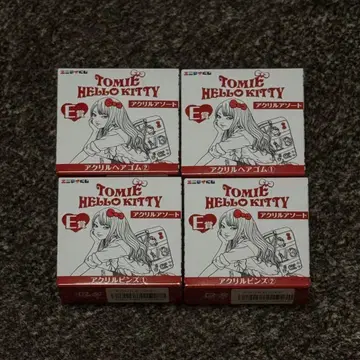 TOMIE
HELLO KITTY
E賞
アクリルアソート
アクリルヘアゴム②
TOMIE
HELLO KITTY
E賞
アクリルアソート
アクリルヘアゴム①
TOMIE
HELLO KITTY
E賞
アクリルアソート
アクリルピンズ①
TOMIE
HELLO KITTY
E賞
アクリルアソート
アクリルピンズ②